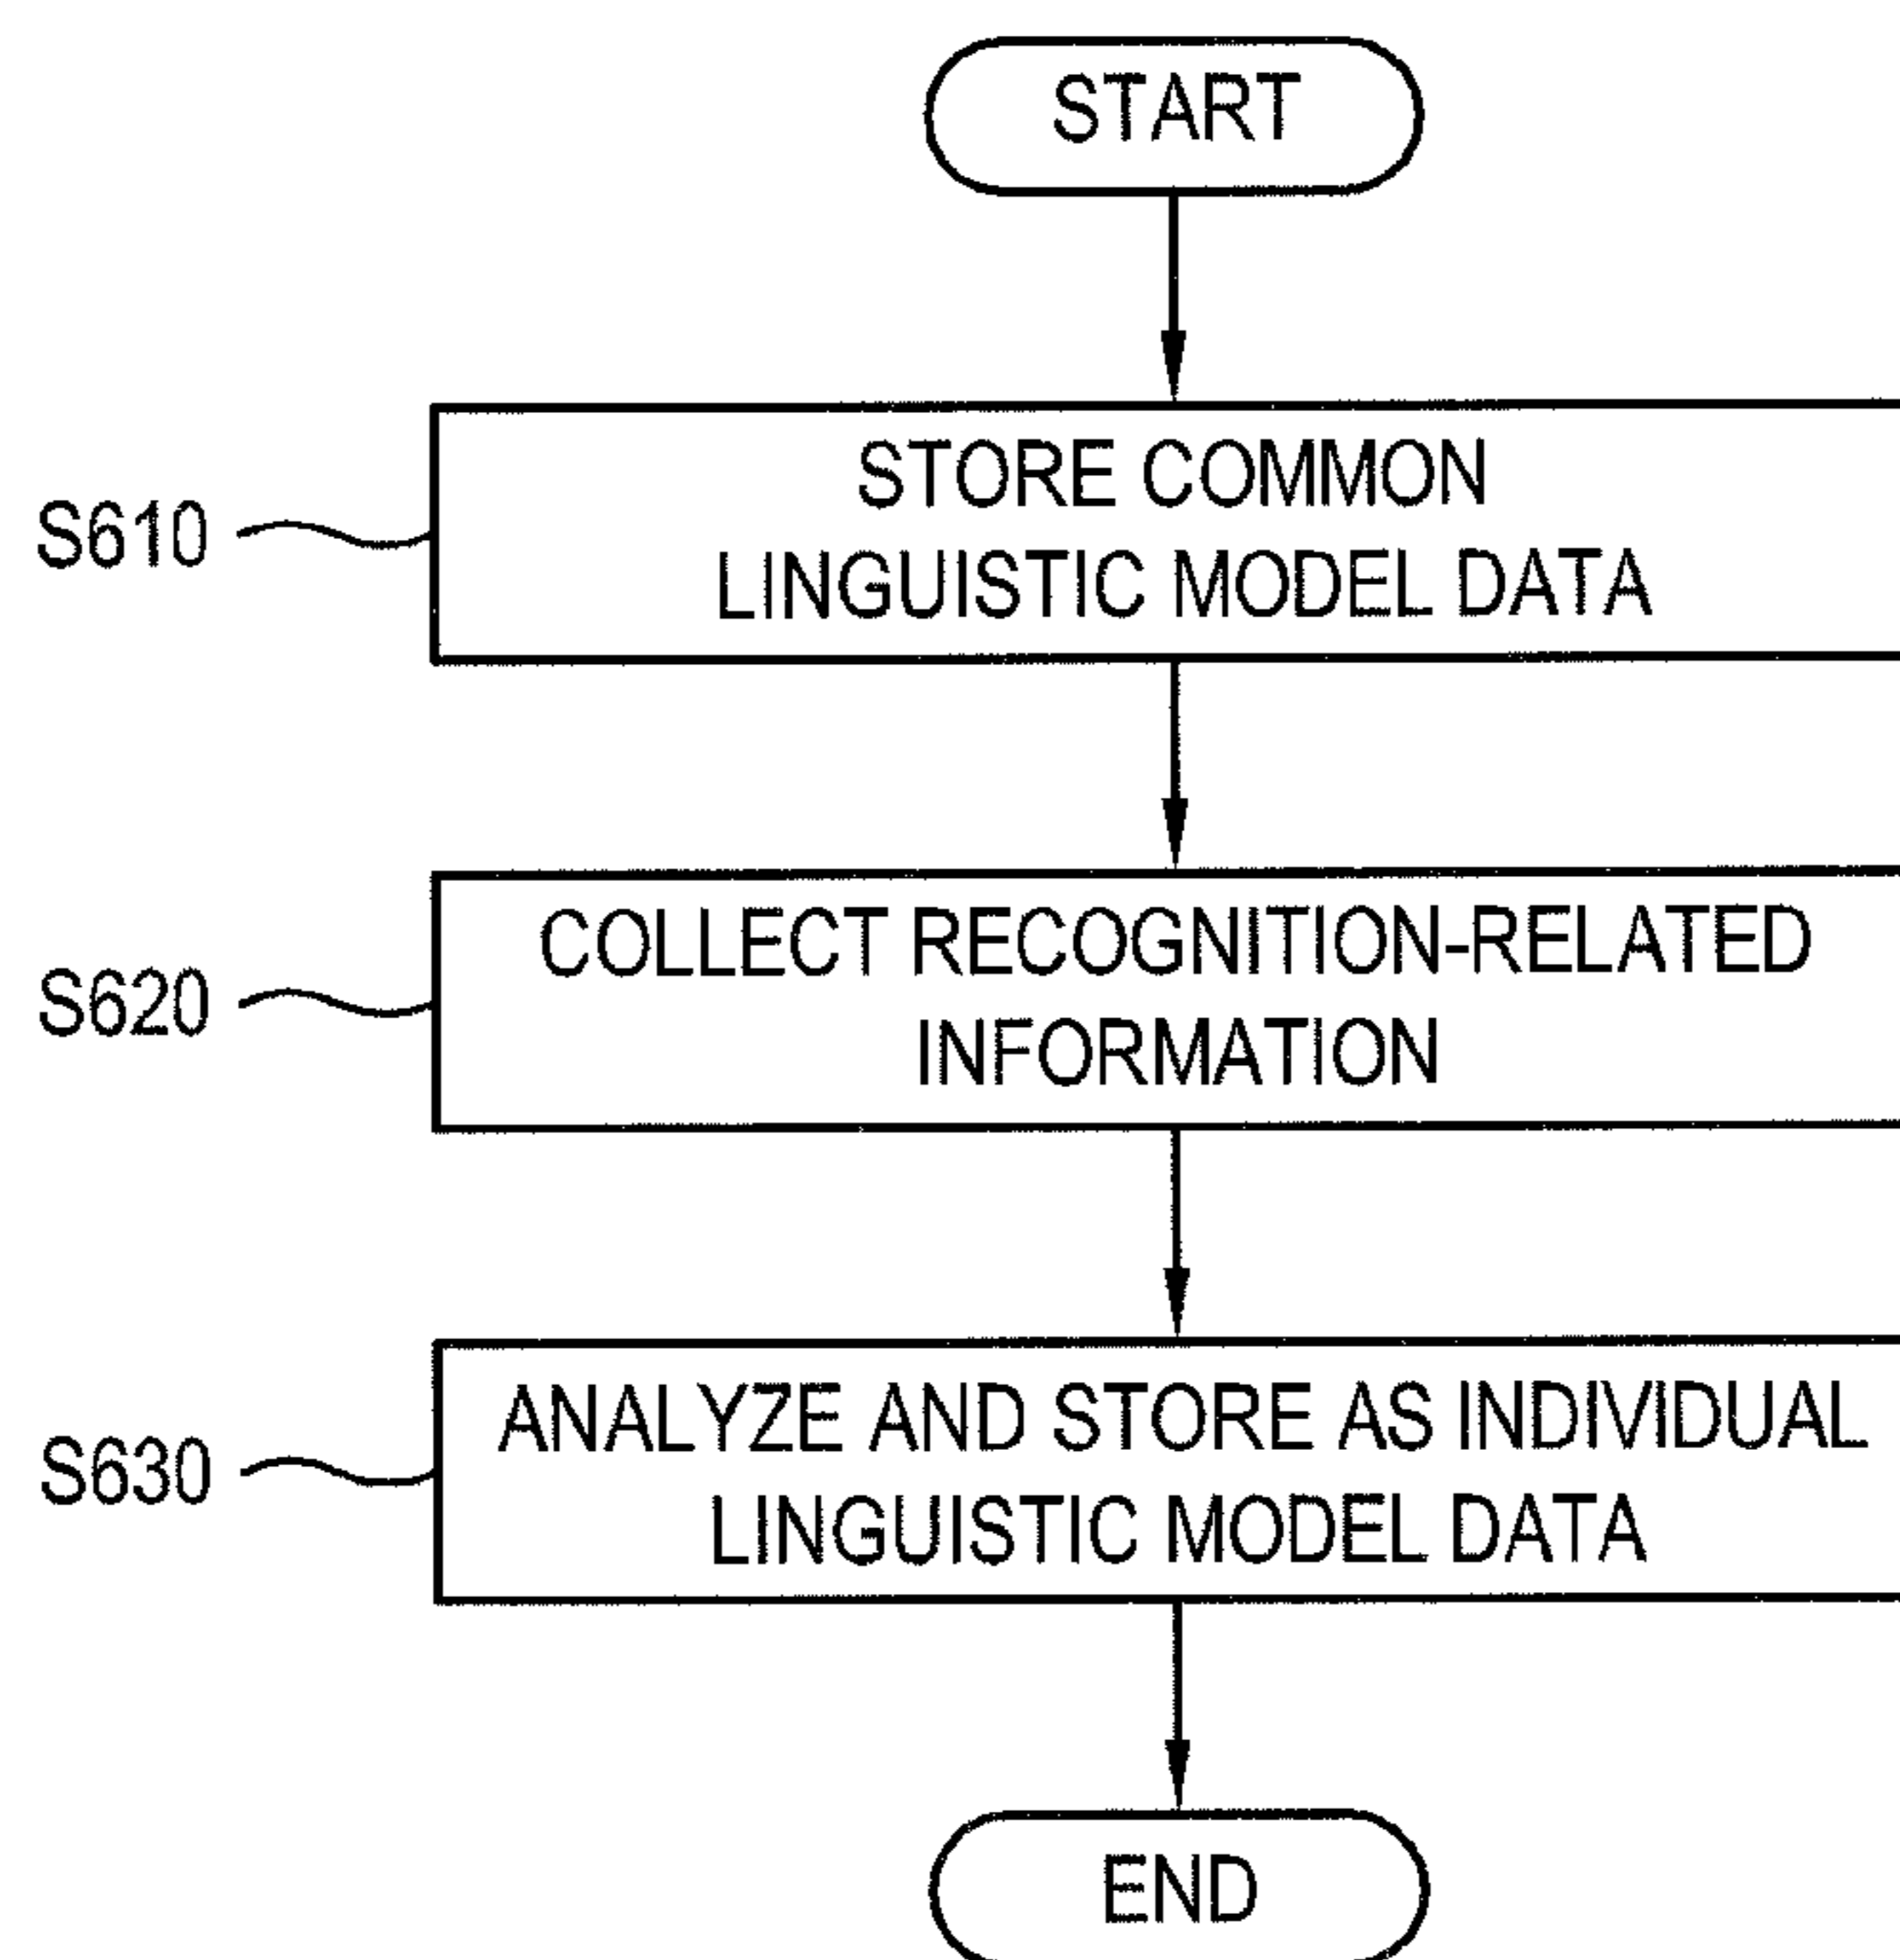 START
S610
STORE COMMON
LINGUISTIC MODEL DATA
S620
COLLECT RECOGNITION-RELATED
INFORMATION
S630
ANALYZE AND STORE AS INDIVIDUAL
LINGUISTIC MODEL DATA
END